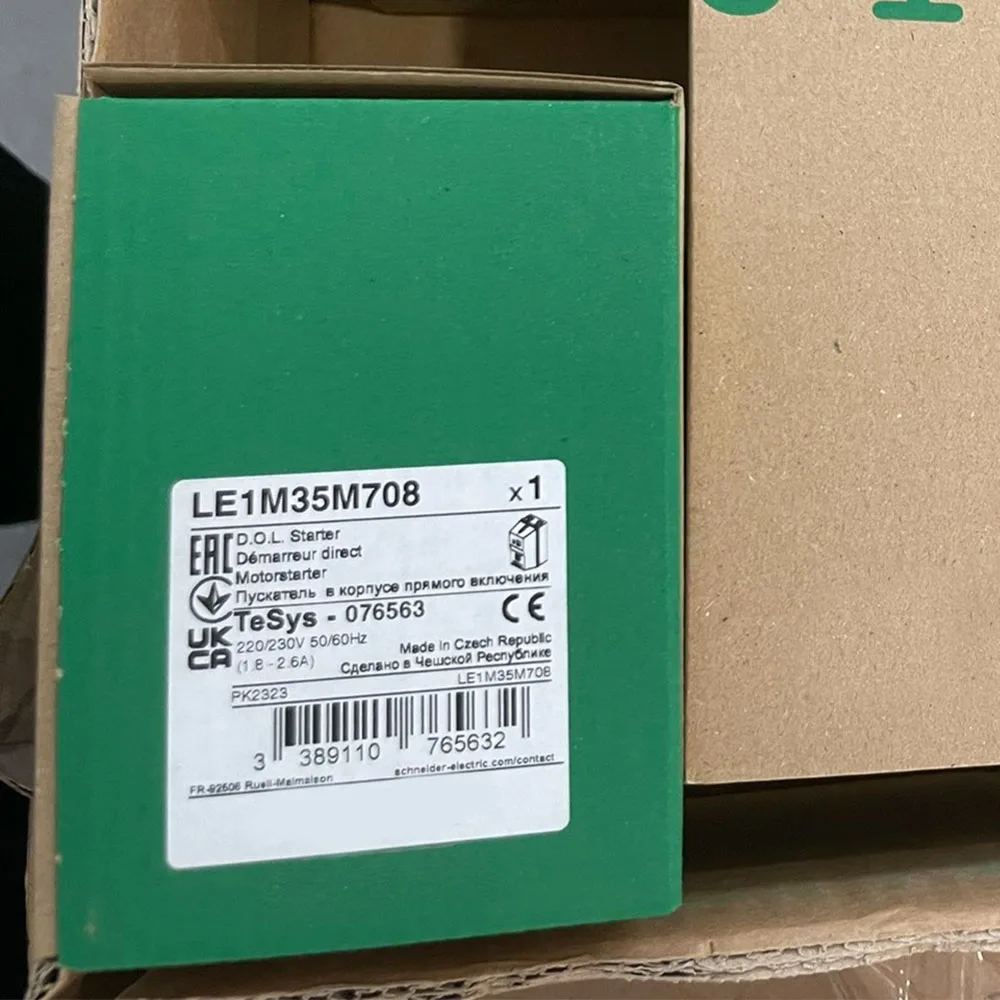 LE1M35M708 x1
EAC D.O.L. Starter
Démarreur direct
Motorstarter
Пускатель в корпусе прямого включения
TeSys - 076563 CE
UK CA
220/230V 50/60Hz
(1.8 - 2.6A)
Made in Czech Republic
Сделано в Чешской Республике
PK2323 LE1M35M708
3 389110 765632
FR-92506 Rueil-Malmaison schneider-electric.com/contact